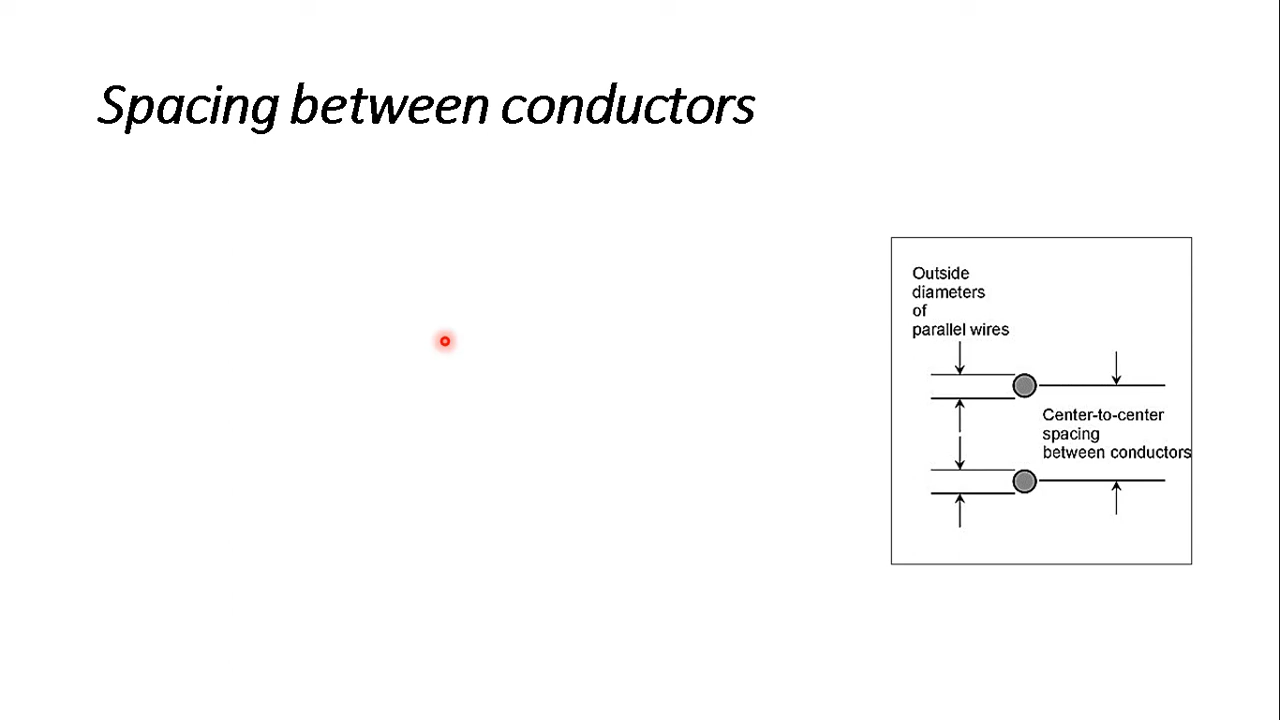 Spacing between conductors
Outside
diameters
of
parallel wires
Center-to-center
spacing
between conductors